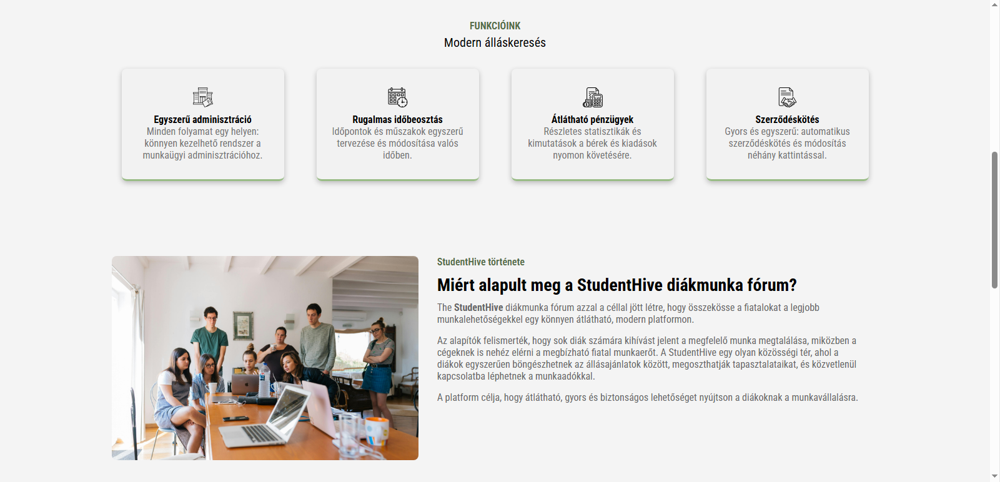 FUNKCIÓINK
Modern álláskeresés
Egyszerű adminisztráció
Minden folyamat egy helyen:
könnyen kezelhető rendszer a
munkaügyi adminisztrációhoz.
Rugalmas időbeosztás
Időpontok és műszakok egyszerű
tervezése és módosítása valós
időben.
Átlátható pénzügyek
Részletes statisztikák és
kimutatások a bérek és kiadások
nyomon követésére.
Szerződéskötés
Gyors és egyszerű: automatikus
szerződéskötés és módosítás
néhány kattintással.
StudentHive története
Miért alapult meg a StudentHive diákmunka fórum?
The StudentHive diákmunka fórum azzal a céllal jött létre, hogy összekösse a fiatalokat a legjobb
munkalehetőségekkel egy könnyen átlátható, modern platformon.
Az alapítók felismerték, hogy sok diák számára kihívást jelent a megfelelő munka megtalálása, miközben a
cégeknek is nehéz elérni a megbízható fiatal munkaerőt. A StudentHive egy olyan közösségi tér, ahol a
diákok egyszerűen böngészhetnek az állásajánlatok között, megoszthatják tapasztalataikat, és közvetlenül
kapcsolatba léphetnek a munkaadókkal.
A platform célja, hogy átlátható, gyors és biztonságos lehetőséget nyújtson a diákoknak a munkavállalásra.